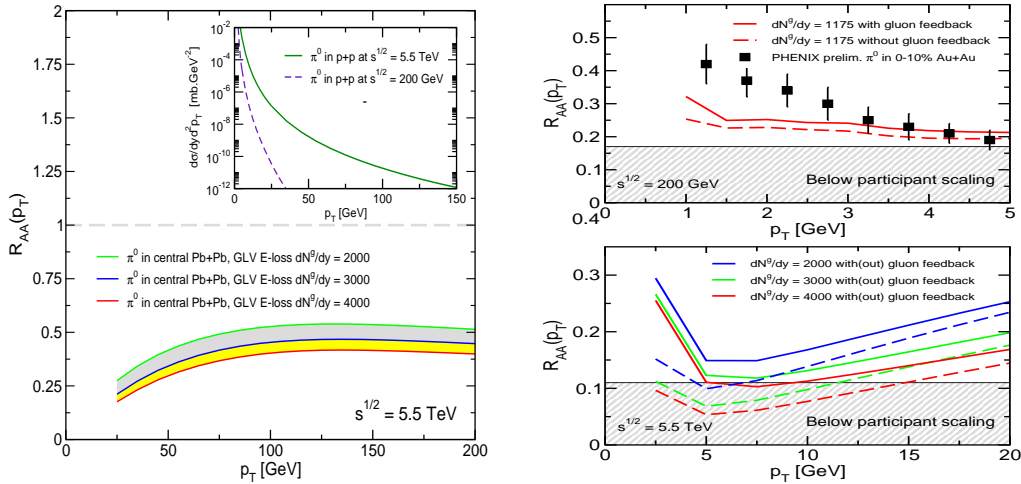 2
1.75
1.5
1.25
1
0.75
0.5
0.25
0
R_AA(p_T)
0
50
100
150
200
p_T [GeV]
s^1/2 = 5.5 TeV
π^0 in central Pb+Pb, GLV E-loss dN^g/dy = 2000
π^0 in central Pb+Pb, GLV E-loss dN^g/dy = 3000
π^0 in central Pb+Pb, GLV E-loss dN^g/dy = 4000
10^-2
10^-4
10^-6
10^-8
10^-10
10^-12
dσ/dyd^2p_T [mb.GeV^-2]
π^0 in p+p at s^1/2 = 5.5 TeV
π^0 in p+p at s^1/2 = 200 GeV
0
50
100
150
p_T [GeV]
0.5
0.4
0.3
0.2
0.1
0
R_AA(p_T)
dN^g/dy = 1175 with gluon feedback
dN^g/dy = 1175 without gluon feedback
PHENIX prelim. π^0 in 0-10% Au+Au
s^1/2 = 200 GeV
Below participant scaling
0
1
2
3
4
5
p_T [GeV]
0.4
0.3
0.2
0.1
0
R_AA(p_T)
dN^g/dy = 2000 with(out) gluon feedback
dN^g/dy = 3000 with(out) gluon feedback
dN^g/dy = 4000 with(out) gluon feedback
s^1/2 = 5.5 TeV
Below participant scaling
0
5
10
15
20
p_T [GeV]